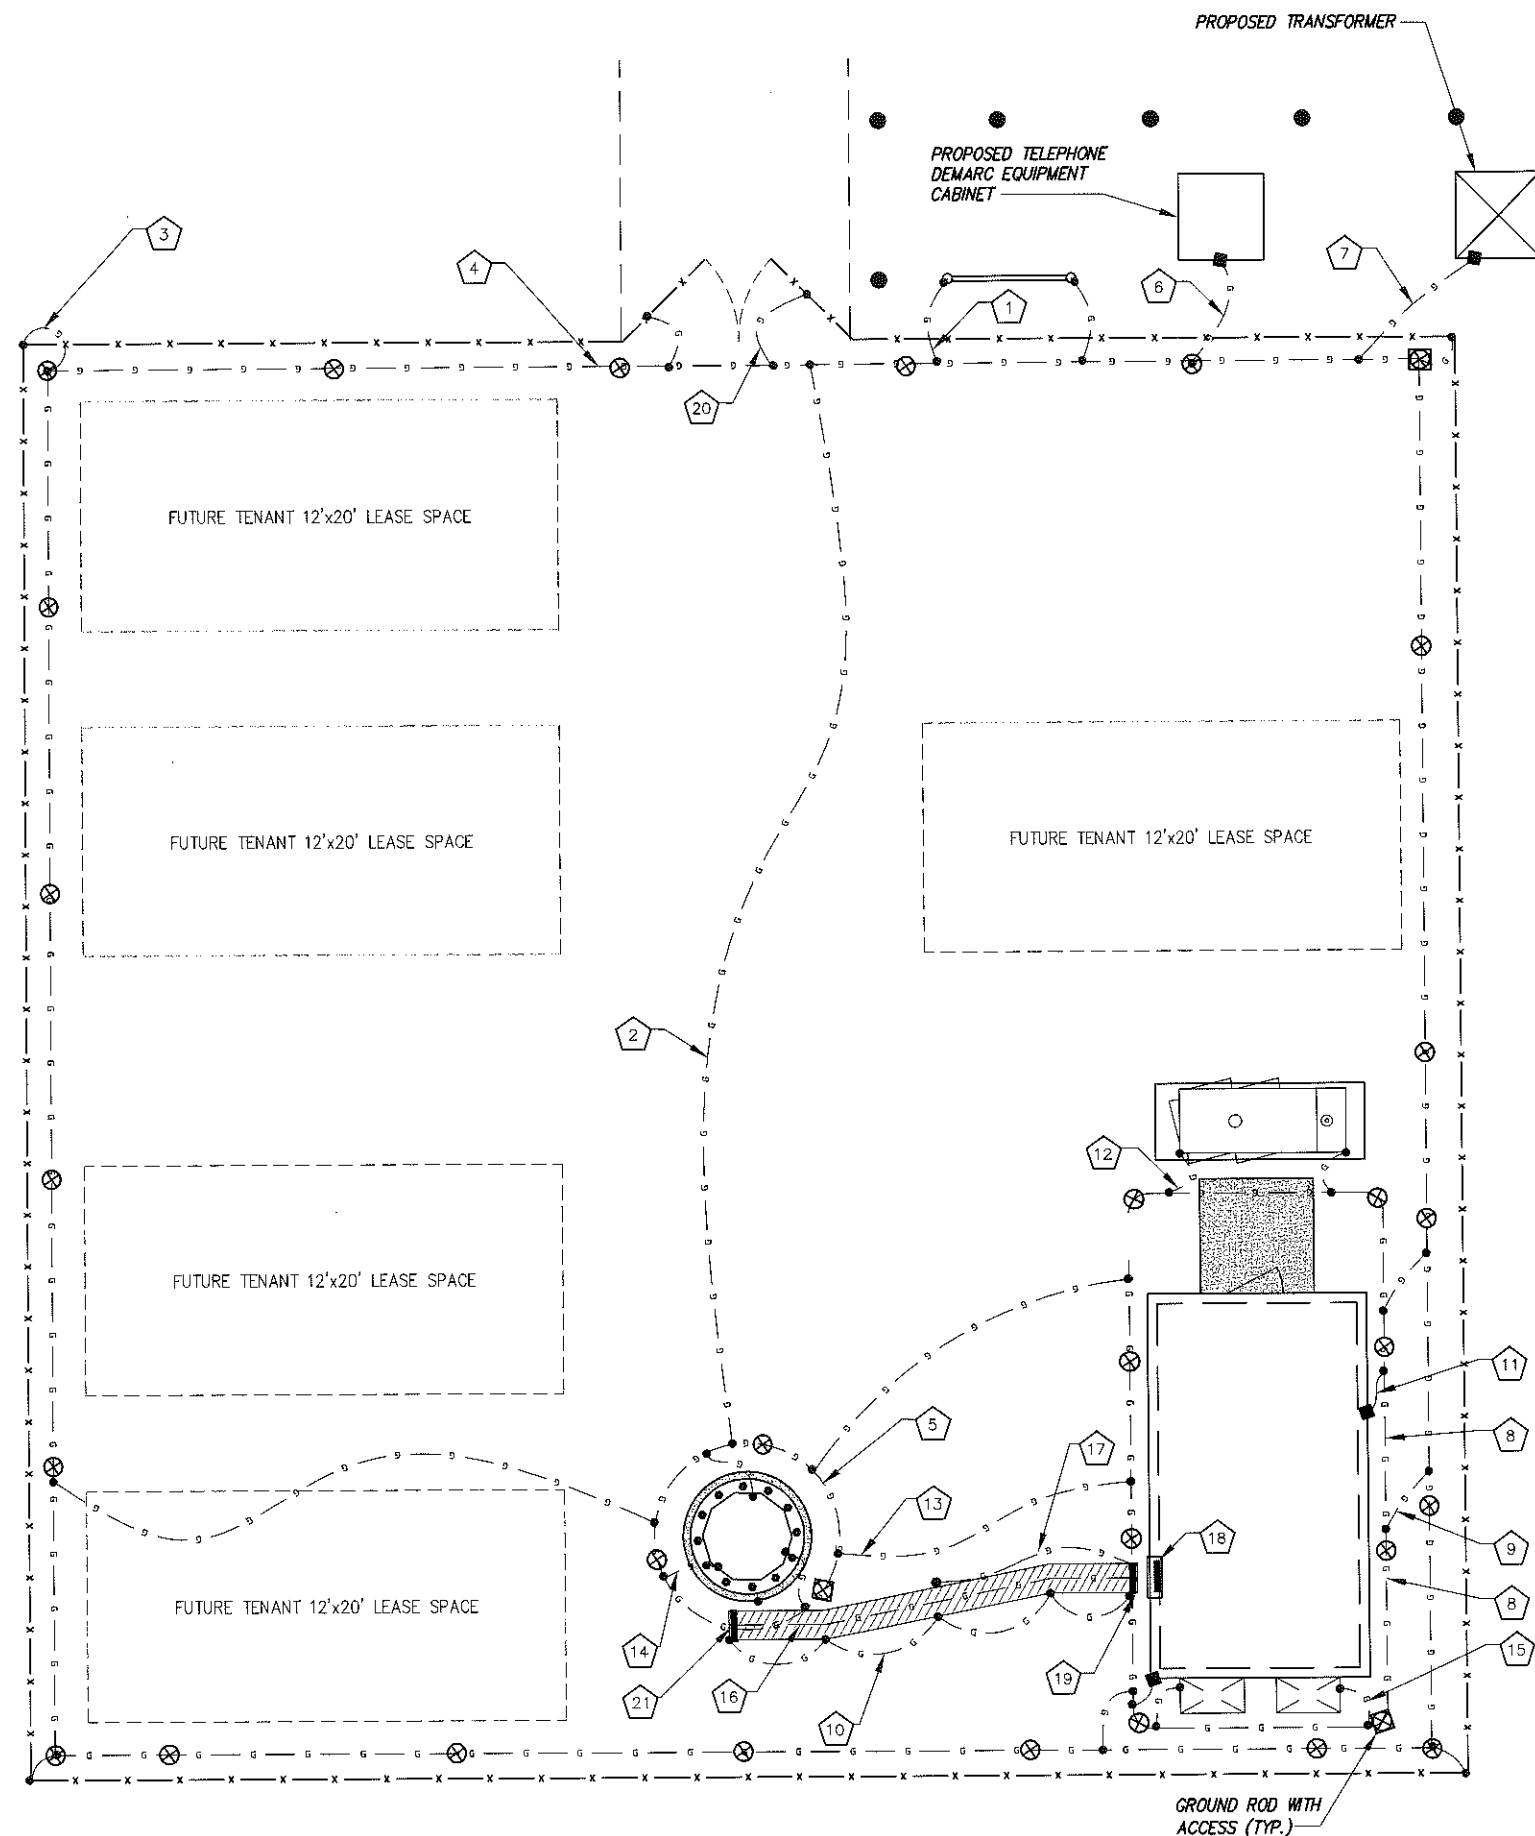 PROPOSED TRANSFORMER
PROPOSED TELEPHONE
DEMARC EQUIPMENT
CABINET
3
4
7
6
1
20
FUTURE TENANT 12'x20' LEASE SPACE
FUTURE TENANT 12'x20' LEASE SPACE
FUTURE TENANT 12'x20' LEASE SPACE
2
12
FUTURE TENANT 12'x20' LEASE SPACE
11
5
17
8
13
18
9
8
FUTURE TENANT 12'x20' LEASE SPACE
14
15
21
16
19
10
GROUND ROD WITH
ACCESS (TYP.)